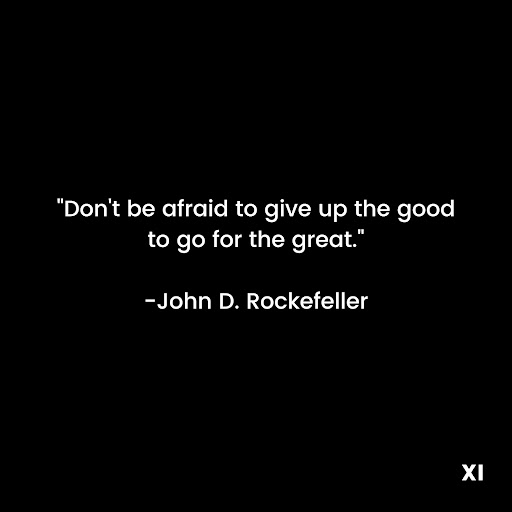 "Don't be afraid to give up the good
to go for the great."
-John D. Rockefeller
XI